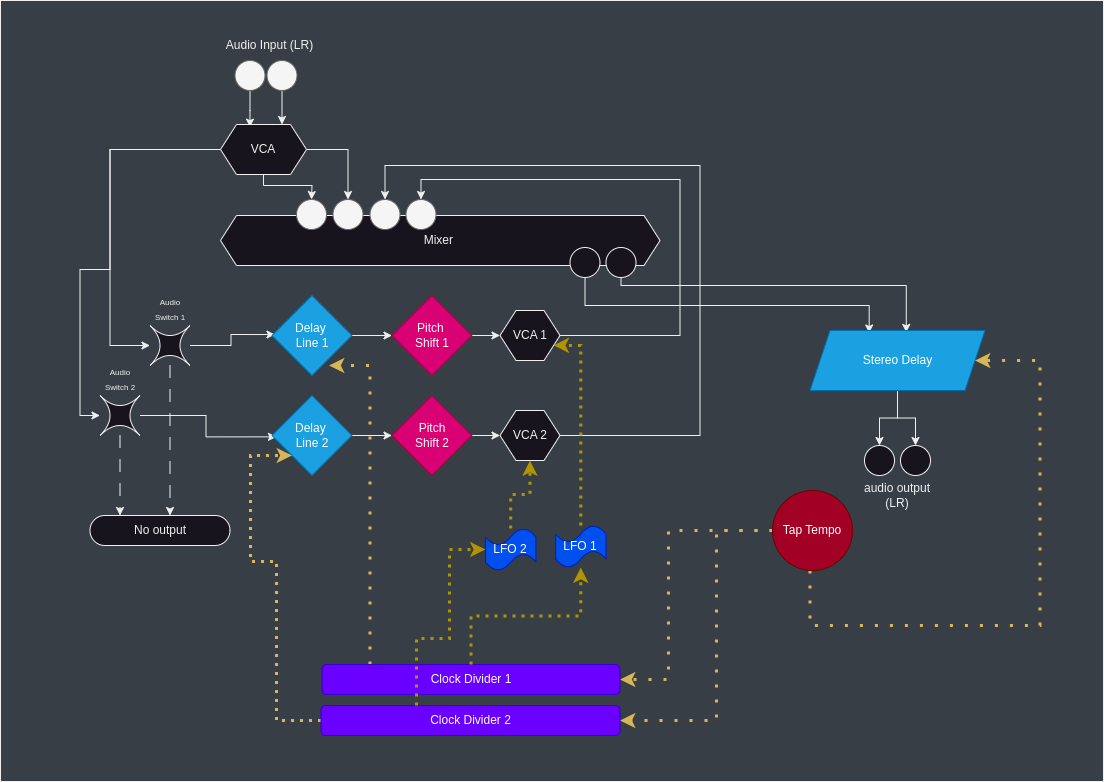 Audio Input (LR)
VCA
Mixer
Audio
Switch 1
Delay
Line 1
Pitch
Shift 1
VCA 1
Stereo Delay
Audio
Switch 2
Delay
Line 2
Pitch
Shift 2
VCA 2
audio output
(LR)
No output
Tap Tempo
LFO 2
LFO 1
Clock Divider 1
Clock Divider 2